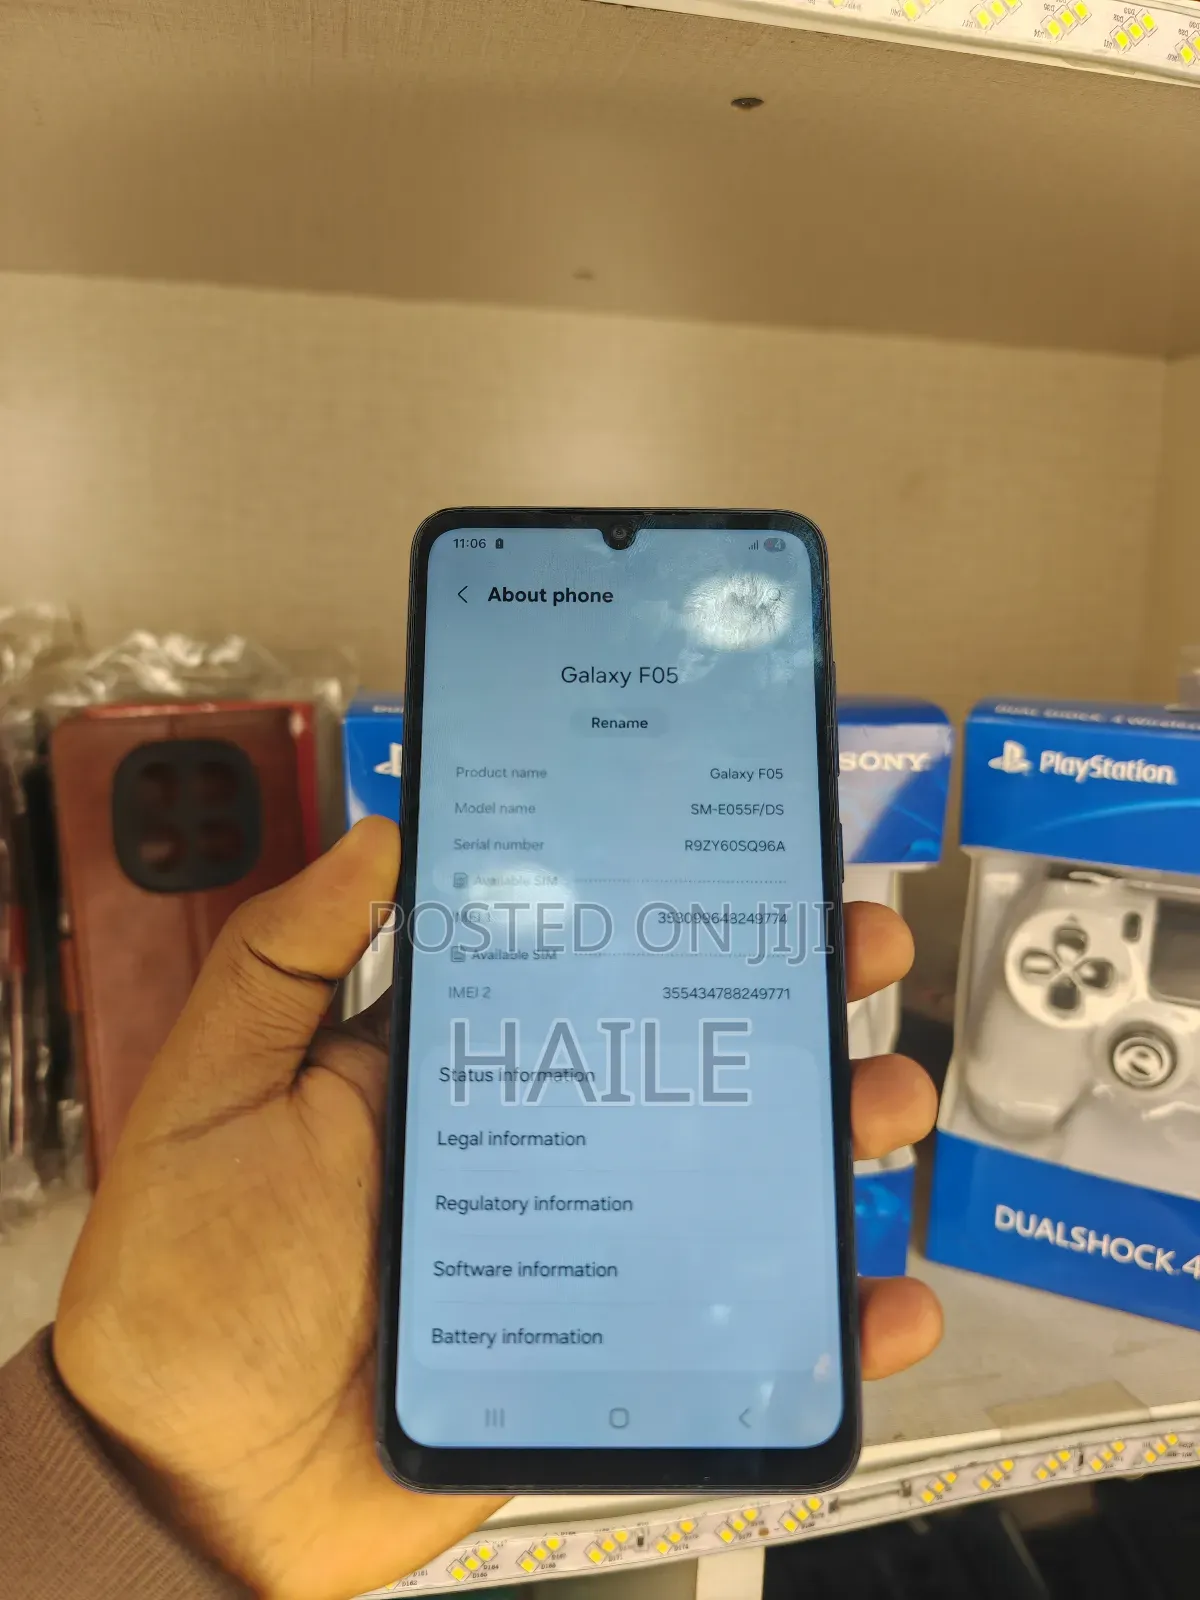 11:06
4
About phone
Galaxy F05
Rename
Product name Galaxy F05
Model name SM-E055F/DS
Serial number R9ZY60SQ96A
Available SIM
IMEI 1 353099648249774
POSTED ON JIJI
Available SIM
IMEI 2 355434788249771
HAILE
Status information
Legal information
Regulatory information
Software information
Battery information
SONY
PlayStation
DUALSHOCK 4